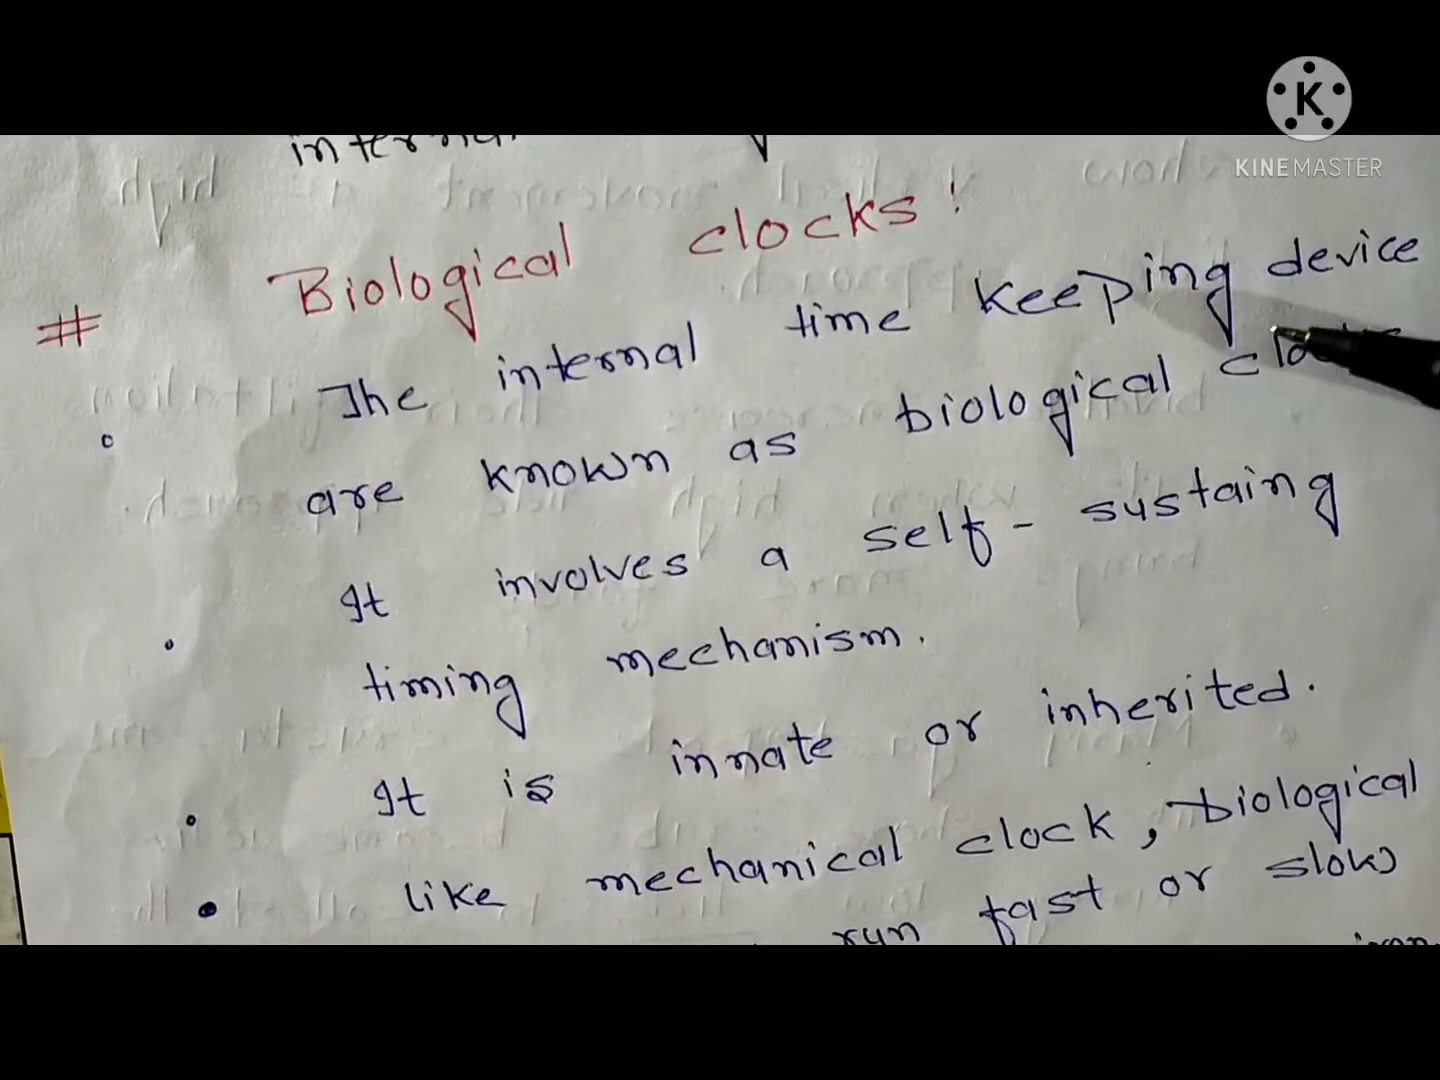 K
KINEMASTER
# Biological clocks!
The internal time keeping device
are known as biological
It involves a self - sustaing
timing mechanism.
It is innate or inherited.
like mechanical clock, biological
run fast or slow